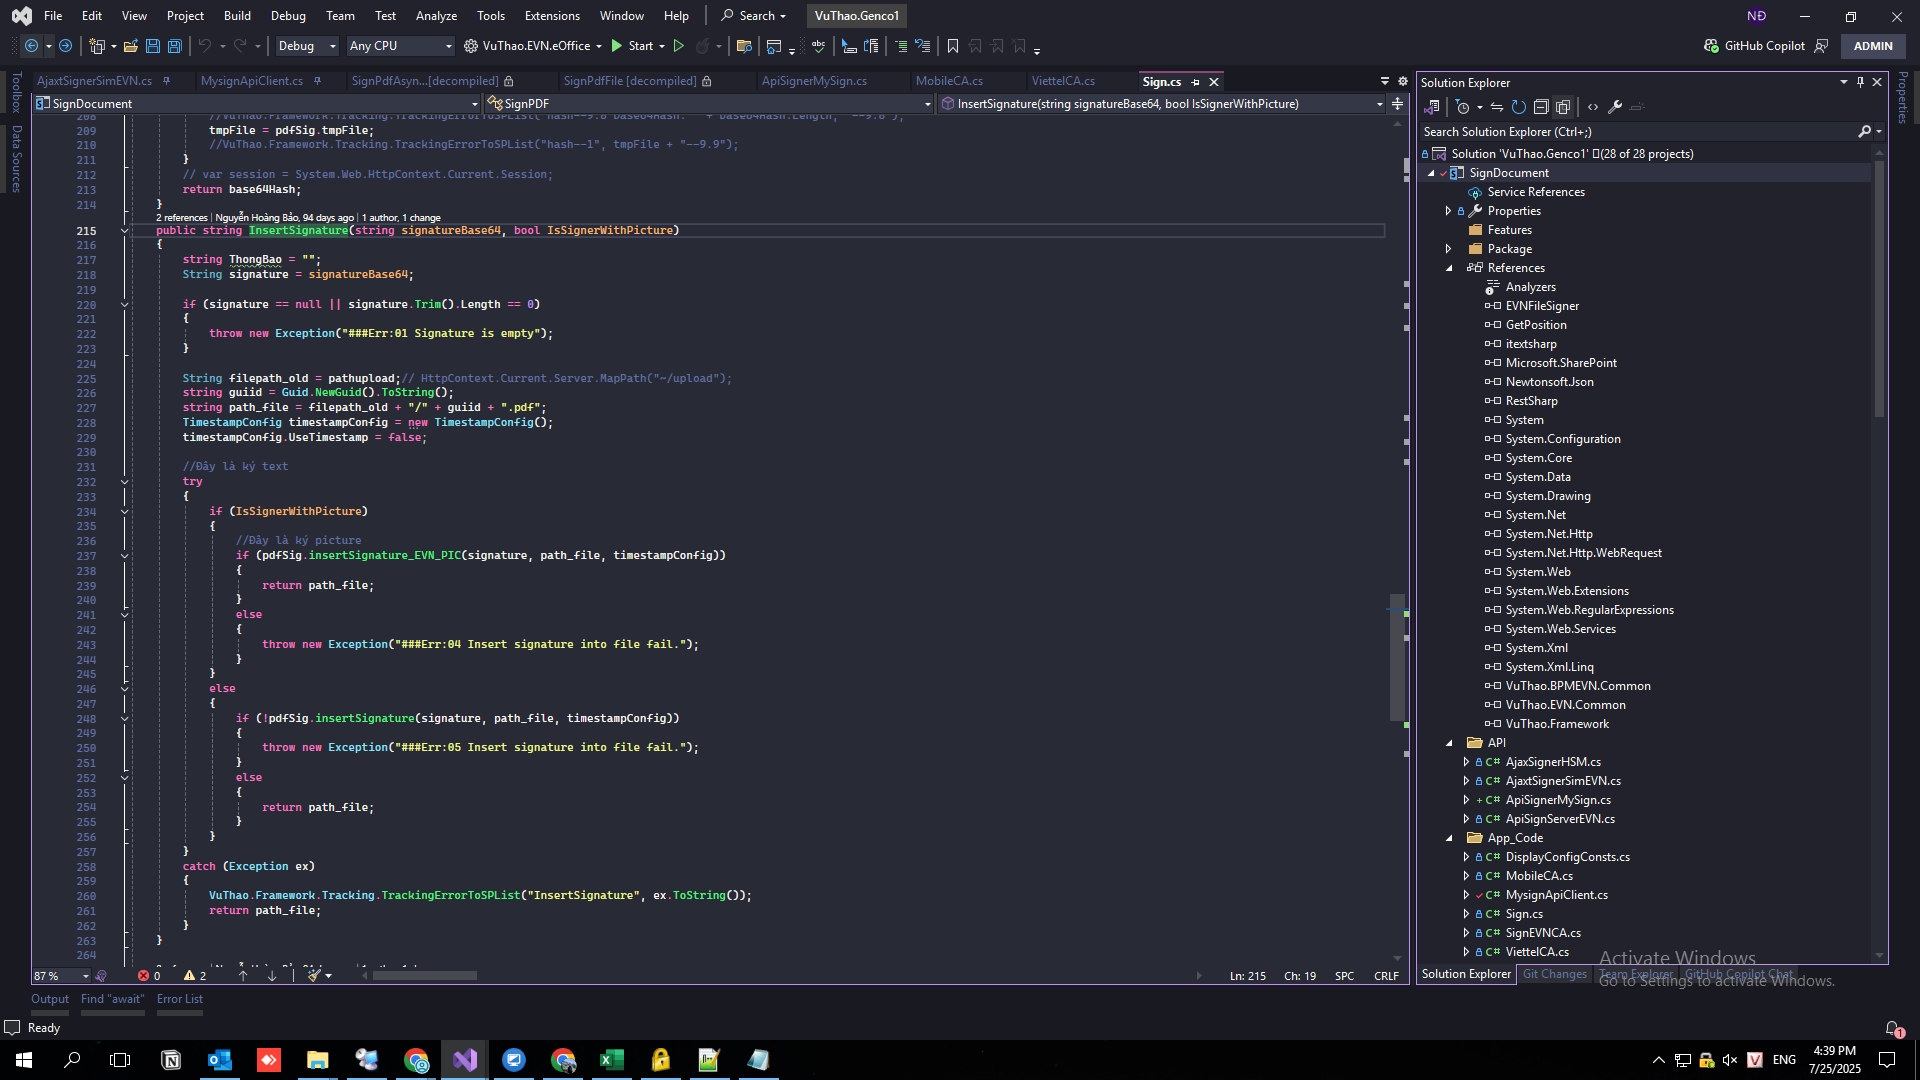 File Edit View Project Build Debug Team Test Analyze Tools Extensions Window Help Search VuThao.Genco1 NĐ
Debug Any CPU VuThao.EVN.eOffice Start GitHub Copilot ADMIN
Toolbox
Data Sources
AjaxtSignerSimEVN.cs MysignApiClient.cs SignPdfAsyn...[decompiled] SignPdfFile [decompiled] ApiSignerMySign.cs MobileCA.cs ViettelCA.cs Sign.cs
SignDocument SignPDF InsertSignature(string signatureBase64, bool IsSignerWithPicture)
208 //VuThao.Framework.Tracking.TrackingErrorToSPList("hash--9.8 base64Hash: " + base64Hash.Length, "--9.8");
209 tmpFile = pdfSig.tmpFile;
210 //VuThao.Framework.Tracking.TrackingErrorToSPList("hash--1", tmpFile + "--9.9");
211 }
212 // var session = System.Web.HttpContext.Current.Session;
213 return base64Hash;
214 }
2 references | Nguyễn Hoàng Bảo, 94 days ago | 1 author, 1 change
215 public string InsertSignature(string signatureBase64, bool IsSignerWithPicture)
216 {
217 string ThongBao = "";
218 String signature = signatureBase64;
219
220 if (signature == null || signature.Trim().Length == 0)
221 {
222 throw new Exception("###Err:01 Signature is empty");
223 }
224
225 String filepath_old = pathupload;// HttpContext.Current.Server.MapPath("~/upload");
226 string guiid = Guid.NewGuid().ToString();
227 string path_file = filepath_old + "/" + guiid + ".pdf";
228 TimestampConfig timestampConfig = new TimestampConfig();
229 timestampConfig.UseTimestamp = false;
230
231 //Đây là ký text
232 try
233 {
234 if (IsSignerWithPicture)
235 {
236 //Đây là ký picture
237 if (pdfSig.insertSignature_EVN_PIC(signature, path_file, timestampConfig))
238 {
239 return path_file;
240 }
241 else
242 {
243 throw new Exception("###Err:04 Insert signature into file fail.");
244 }
245 }
246 else
247 {
248 if (!pdfSig.insertSignature(signature, path_file, timestampConfig))
249 {
250 throw new Exception("###Err:05 Insert signature into file fail.");
251 }
252 else
253 {
254 return path_file;
255 }
256 }
257 }
258 catch (Exception ex)
259 {
260 VuThao.Framework.Tracking.TrackingErrorToSPList("InsertSignature", ex.ToString());
261 return path_file;
262 }
263 }
264
87 % 0 2 Ln: 215 Ch: 19 SPC CRLF
Output Find "await" Error List
Ready
Solution Explorer
Search Solution Explorer (Ctrl+;)
Solution 'VuThao.Genco1' (28 of 28 projects)
SignDocument
Service References
Properties
Features
Package
References
Analyzers
EVNFileSigner
GetPosition
itextsharp
Microsoft.SharePoint
Newtonsoft.Json
RestSharp
System
System.Configuration
System.Core
System.Data
System.Drawing
System.Net
System.Net.Http
System.Net.Http.WebRequest
System.Web
System.Web.Extensions
System.Web.RegularExpressions
System.Web.Services
System.Xml
System.Xml.Linq
VuThao.BPMEVN.Common
VuThao.EVN.Common
VuThao.Framework
API
C# AjaxSignerHSM.cs
C# AjaxtSignerSimEVN.cs
C# ApiSignerMySign.cs
C# ApiSignServerEVN.cs
App_Code
C# DisplayConfigConsts.cs
C# MobileCA.cs
C# MysignApiClient.cs
C# Sign.cs
C# SignEVNCA.cs
C# ViettelCA.cs
Solution Explorer Git Changes Team Explorer GitHub Copilot Chat
Properties
Activate Windows
Go to Settings to activate Windows.
1
ENG
4:39 PM
7/25/2025